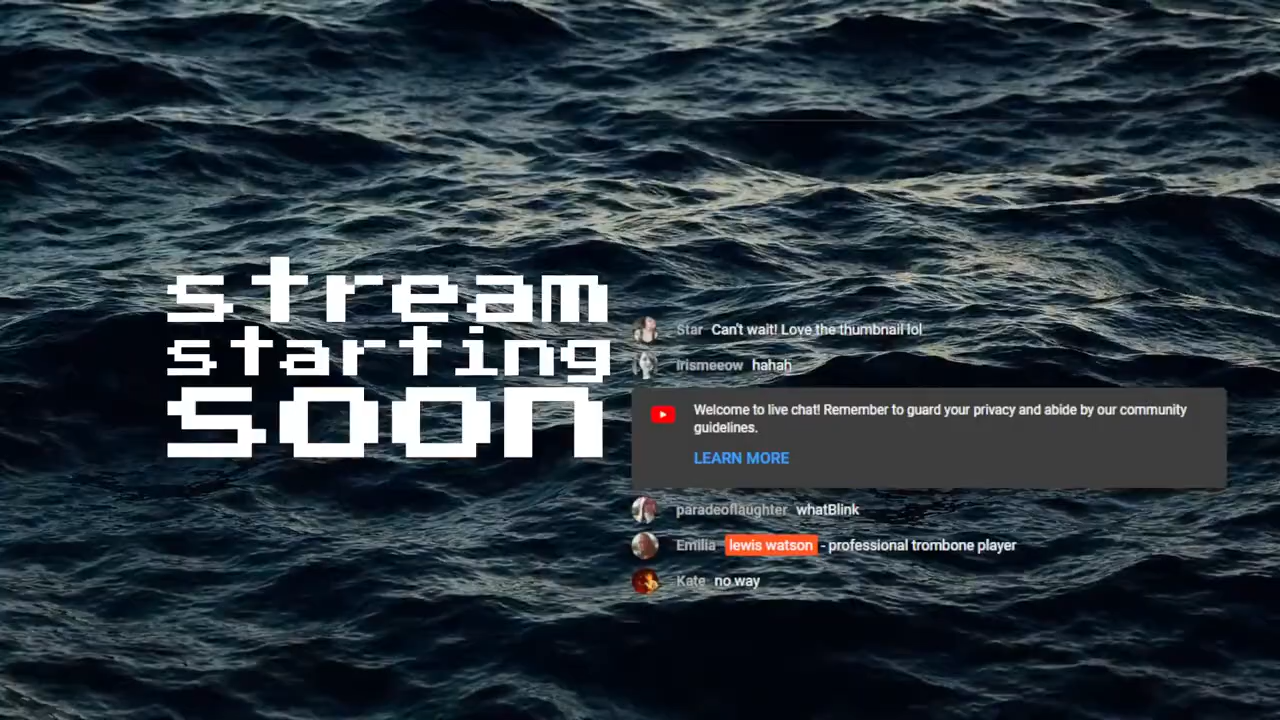 stream
starting
soon
Star Can't wait! Love the thumbnail lol
Irismeeow hahah
Welcome to live chat! Remember to guard your privacy and abide by our community
guidelines.
LEARN MORE
paradeoflaughter whatBlink
Emilia lewis watson - professional trombone player
Kate no way